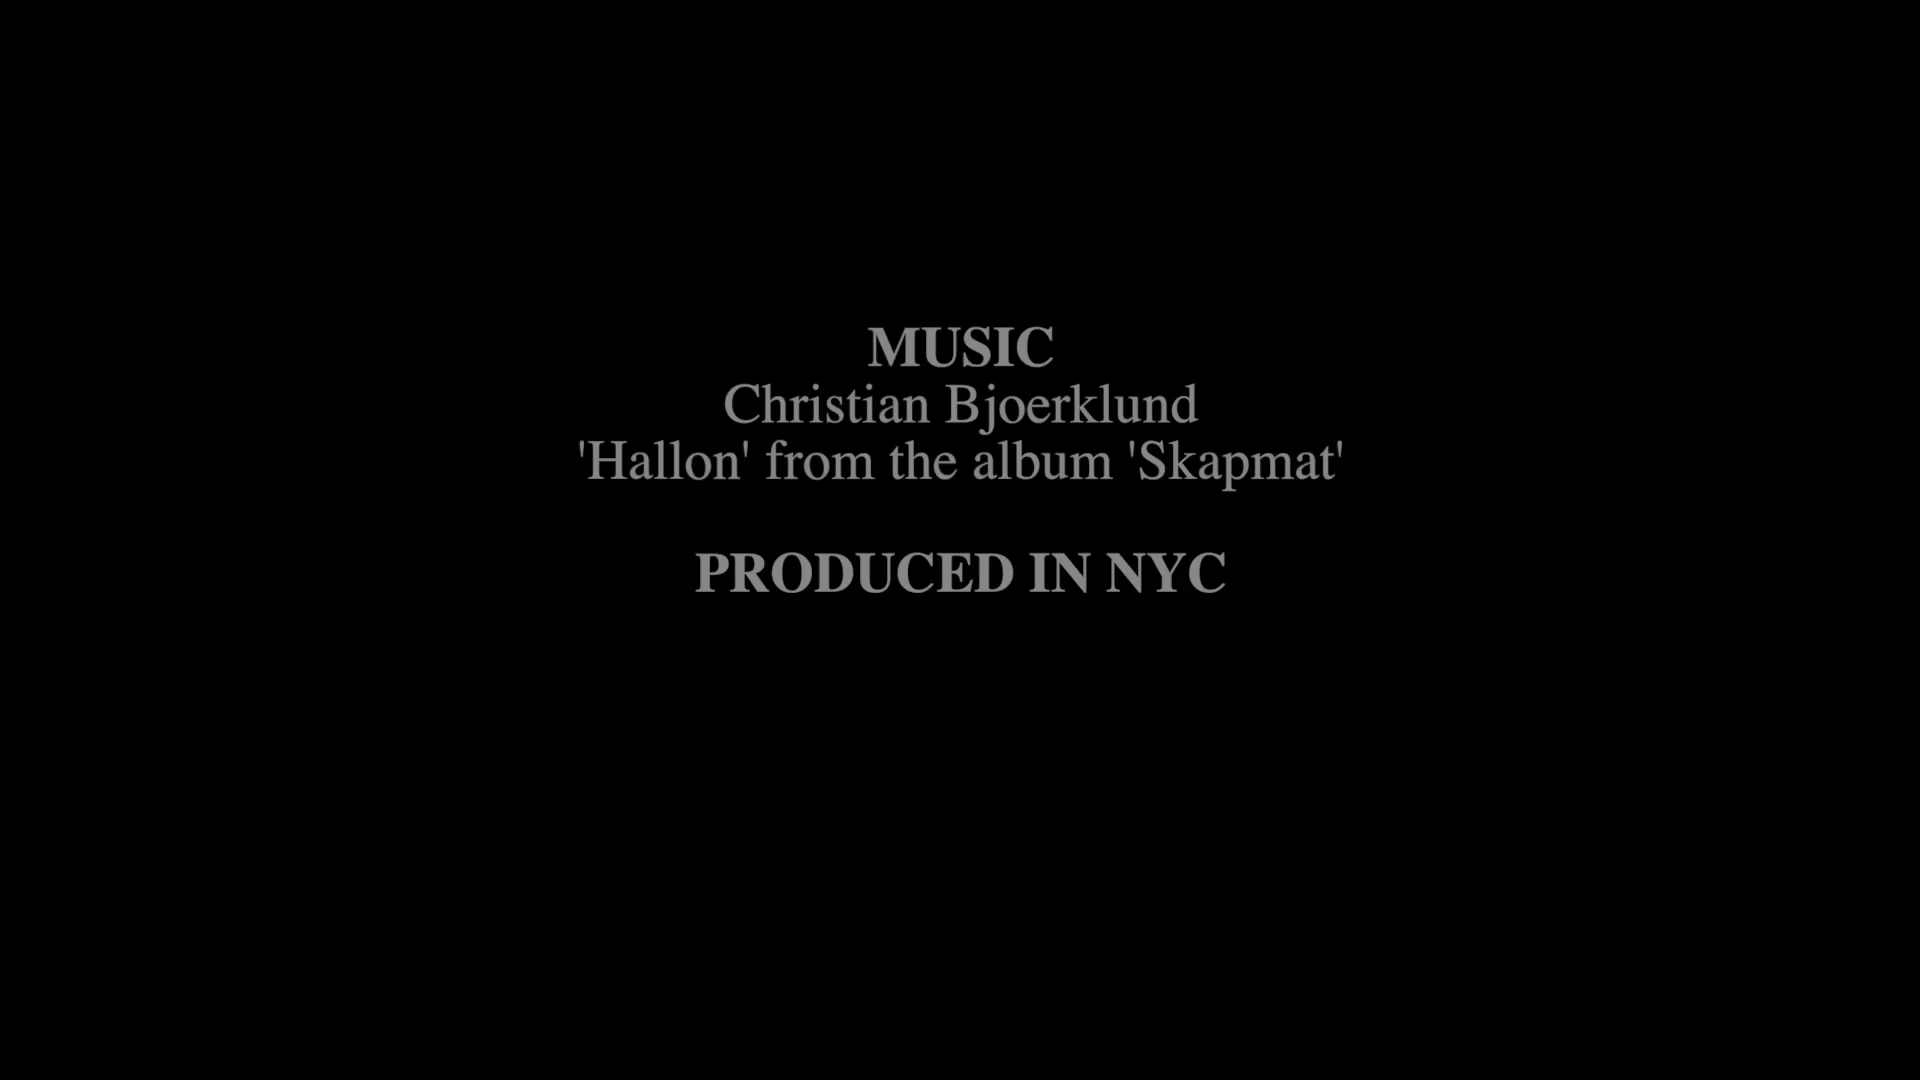 MUSIC
Christian Bjoerklund
'Hallon' from the album 'Skapmat'
PRODUCED IN NYC